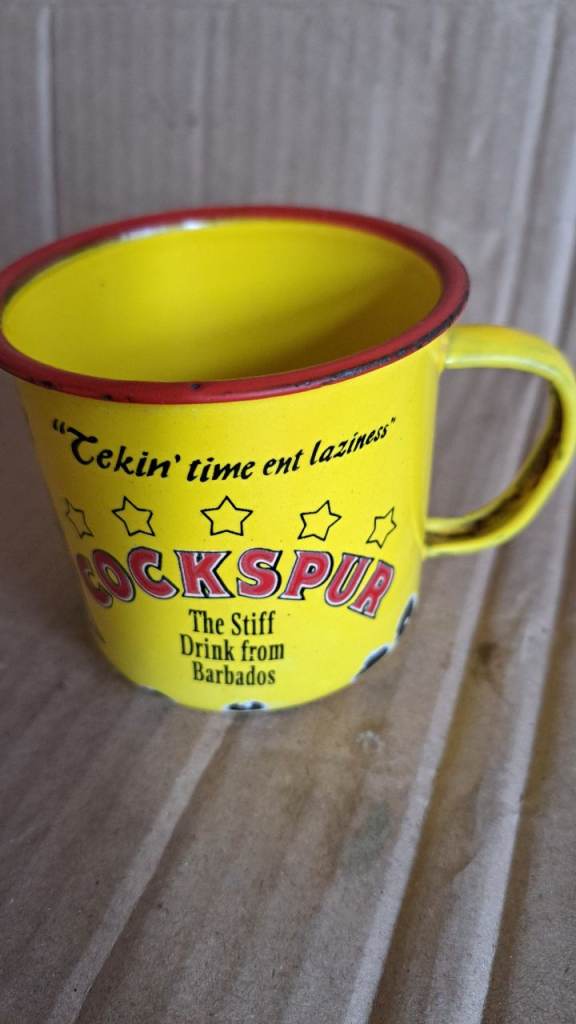 "Tekin' time ent laziness"
COCKSPUR
The Stiff
Drink from
Barbados